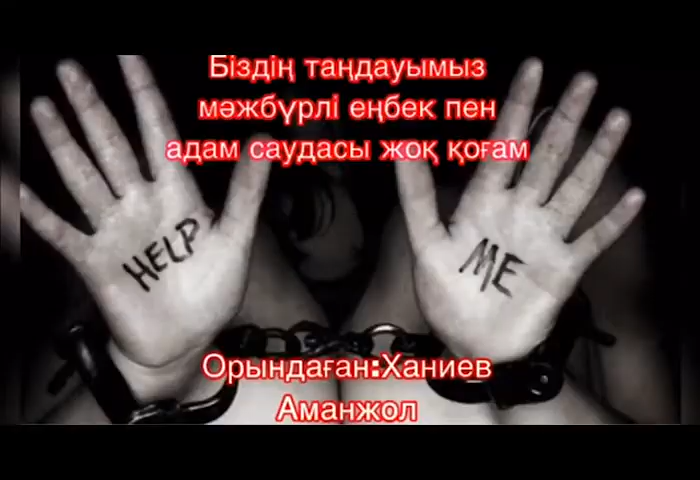 Біздің таңдауымыз
мәжбүрлі еңбек пен
адам саудасы жоқ қоғам
HELP
ME
Орындаған:Ханиев
Аманжол